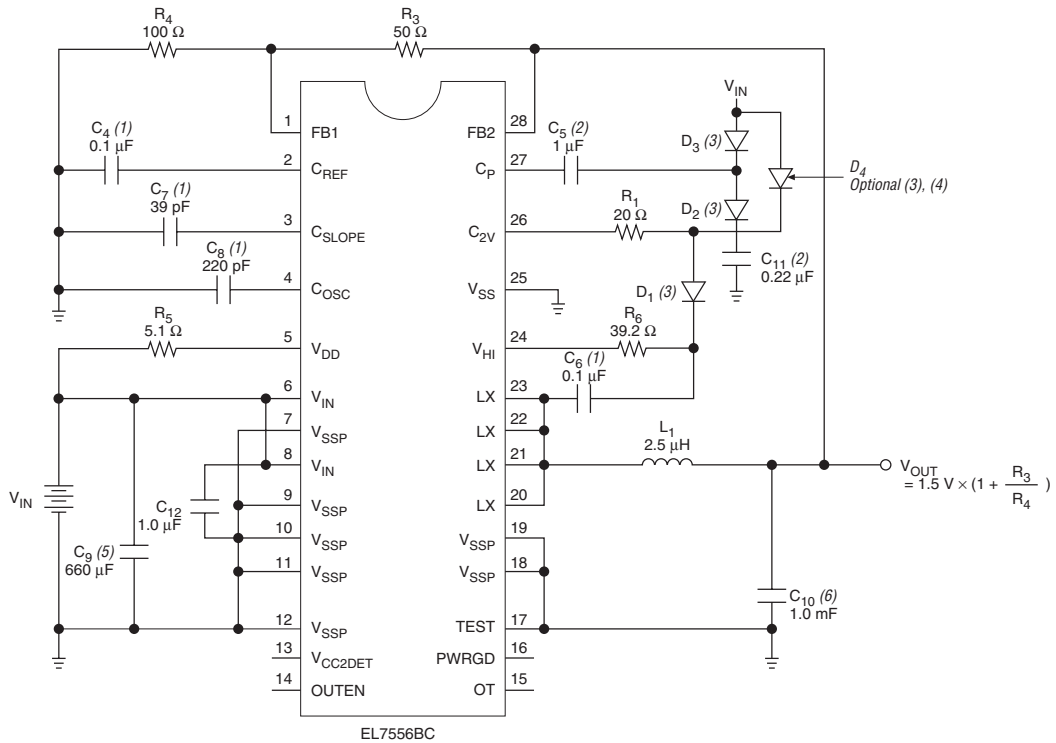 R4
100 Ω
R3
50 Ω
VIN
C4 (1)
0.1 µF
1
FB1
28
FB2
C5 (2)
1 µF
D3 (3)
2
CREF
27
CP
D4
Optional (3), (4)
C7 (1)
39 pF
R1
20 Ω
D2 (3)
3
CSLOPE
26
C2V
C8 (1)
220 pF
C11 (2)
0.22 µF
4
COSC
25
VSS
D1 (3)
R5
5.1 Ω
R6
39.2 Ω
5
VDD
24
VHI
C6 (1)
0.1 µF
6
VIN
23
LX
7
VSSP
22
LX
L1
2.5 µH
8
VIN
21
LX
VOUT
= 1.5 V × (1 + R3/R4 )
VIN
C12
1.0 µF
9
VSSP
20
LX
10
VSSP
19
VSSP
C9 (5)
660 µF
11
VSSP
18
VSSP
C10 (6)
1.0 mF
12
VSSP
17
TEST
13
VCC2DET
16
PWRGD
14
OUTEN
15
OT
EL7556BC